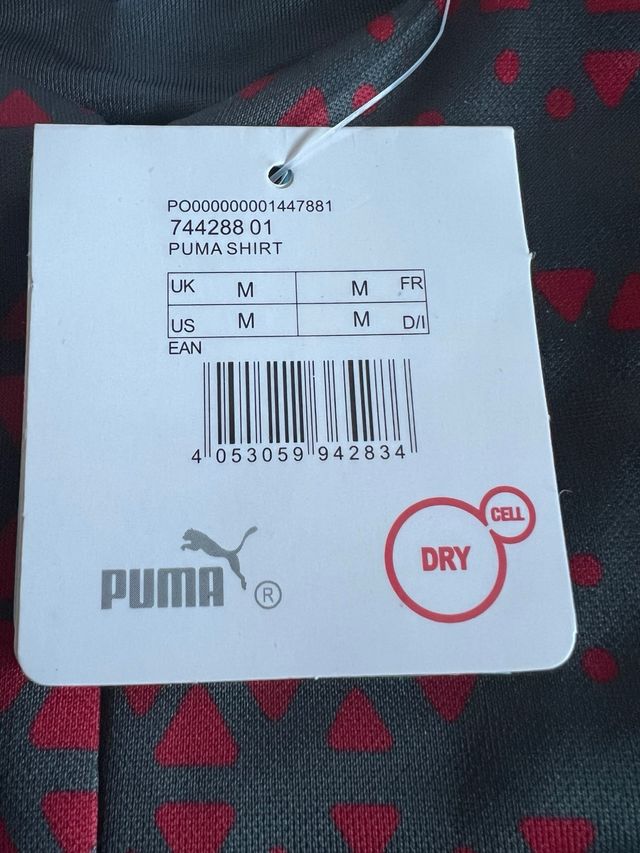 PO000000001447881
744288 01
PUMA SHIRT
UK M M FR
US M M D/I
EAN
4 053059 942834
CELL
DRY
PUMA ®